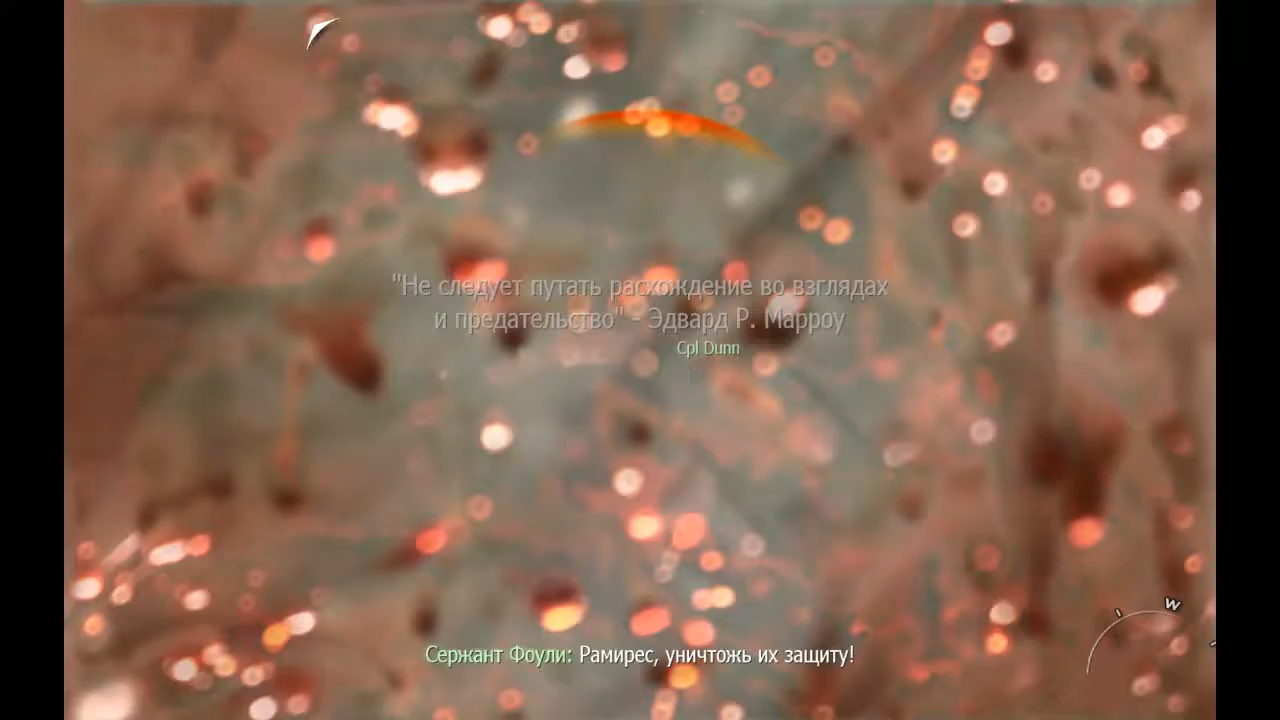 "Не следует путать расхождение во взглядах
и предательство" - Эдвард Р. Марроу
Cpl Dunn
Сержант Фоули: Рамирес, уничтожь их защиту!
W